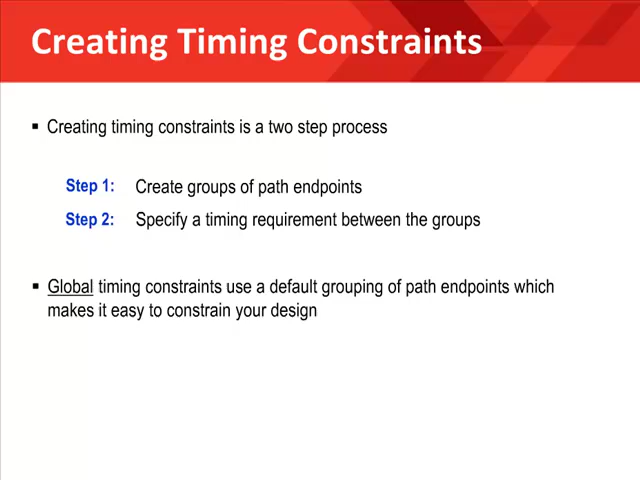 Creating Timing Constraints
▪ Creating timing constraints is a two step process
Step 1: Create groups of path endpoints
Step 2: Specify a timing requirement between the groups
▪ Global timing constraints use a default grouping of path endpoints which
makes it easy to constrain your design